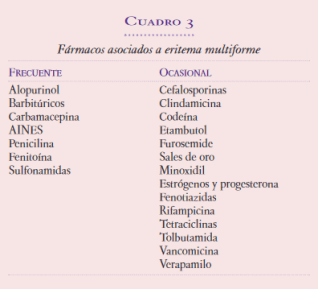 CUADRO 3
Fármacos asociados a eritema multiforme
FRECUENTE OCASIONAL
Alopurinol Cefalosporinas
Barbitúricos Clindamicina
Carbamacepina Codeína
AINES Etambutol
Penicilina Furosemide
Fenitoína Sales de oro
Sulfonamidas Minoxidil
Estrógenos y progesterona
Fenotiazidas
Rifampicina
Tetraciclinas
Tolbutamida
Vancomicina
Verapamilo